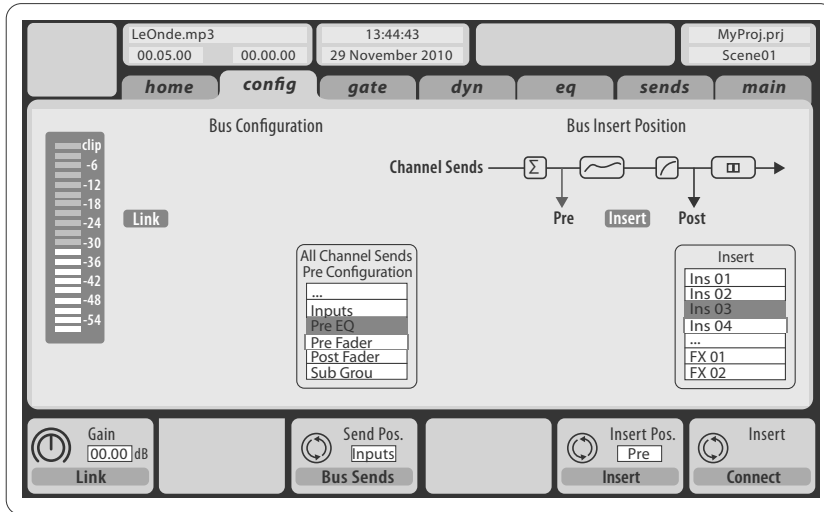 LeOnde.mp3
00.05.00 00.00.00
13:44:43
29 November 2010
MyProj.prj
Scene01
home config gate dyn eq sends main
Bus Configuration
Bus Insert Position
clip
-6
-12
-18
-24
-30
-36
-42
-48
-54
Link
Channel Sends
Σ
Pre Insert Post
All Channel Sends
Pre Configuration
...
Inputs
Pre EQ
Pre Fader
Post Fader
Sub Grou
Insert
Ins 01
Ins 02
Ins 03
Ins 04
...
FX 01
FX 02
Gain
00.00 dB
Link
Send Pos.
Inputs
Bus Sends
Insert Pos.
Pre
Insert
Insert
Connect